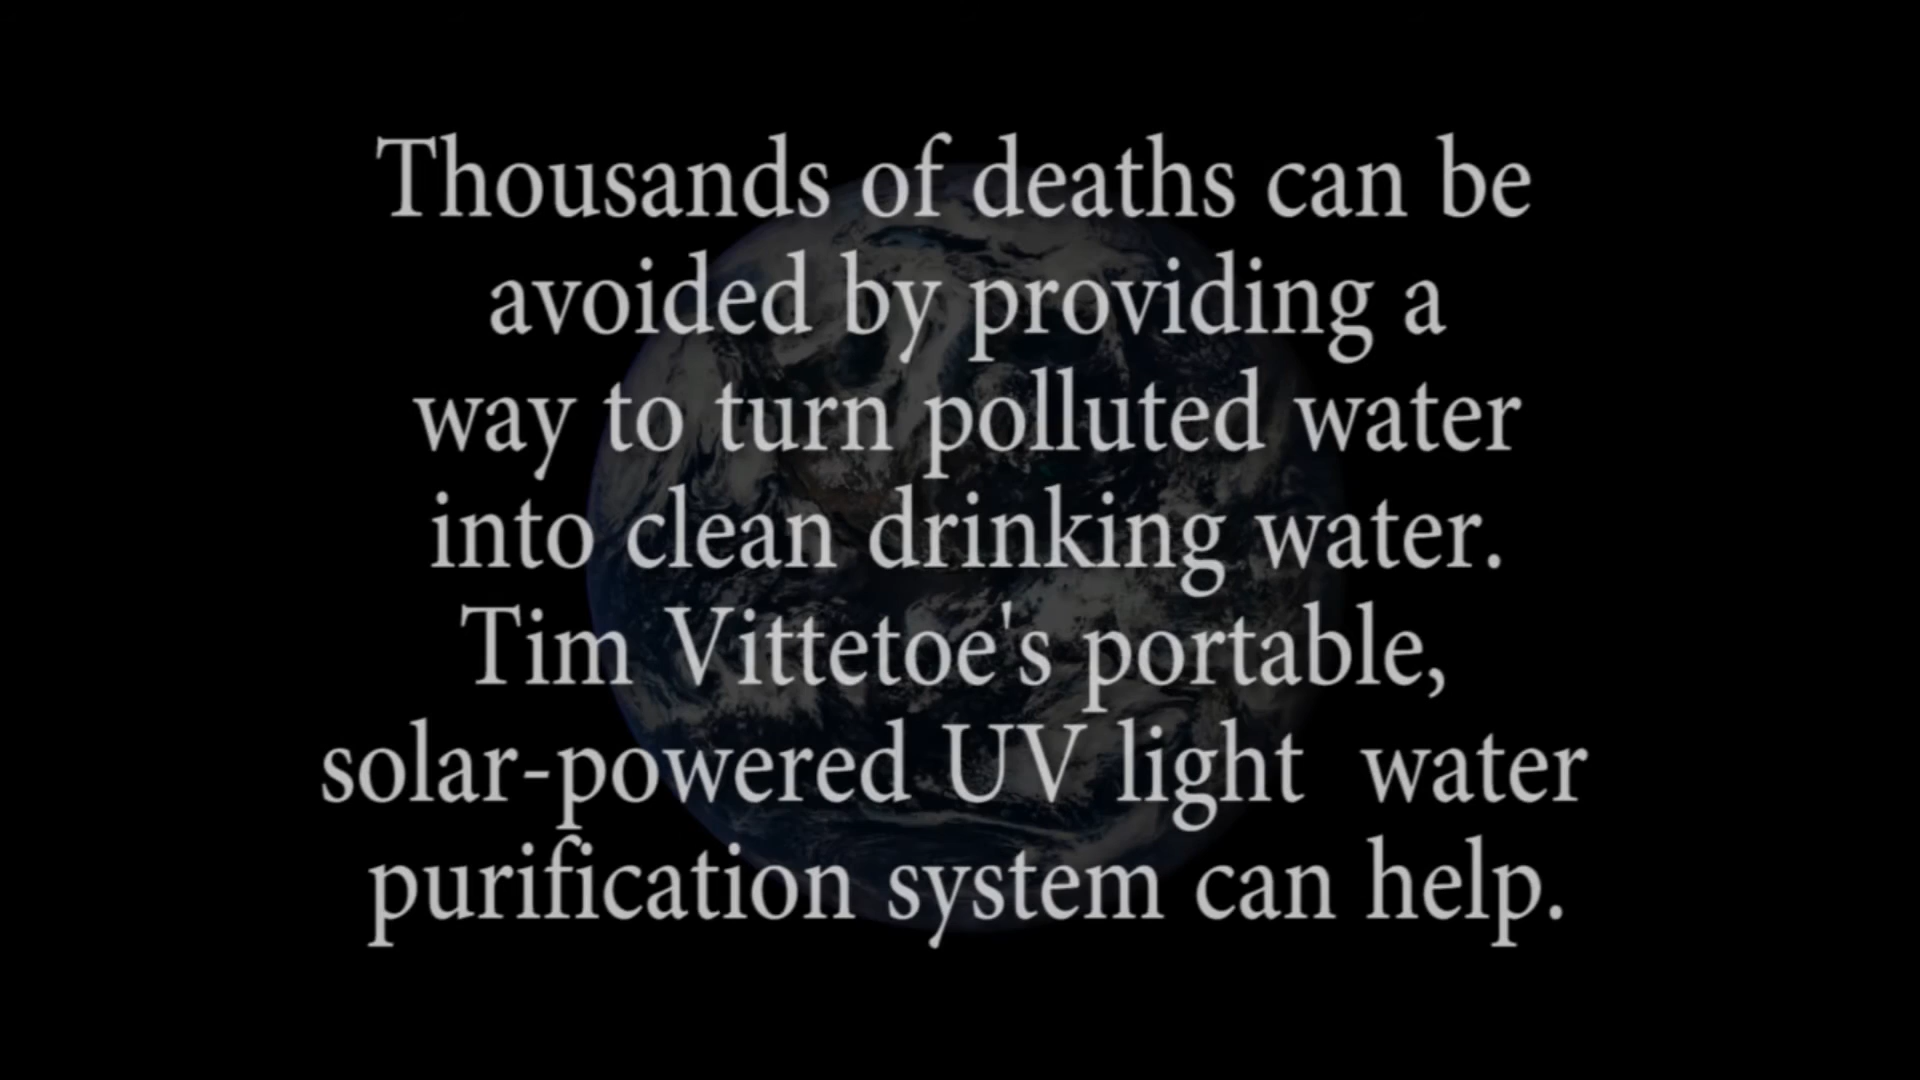 Thousands of deaths can be
avoided by providing a
way to turn polluted water
into clean drinking water.
Tim Vittetoe's portable,
solar-powered UV light  water
purification system can help.